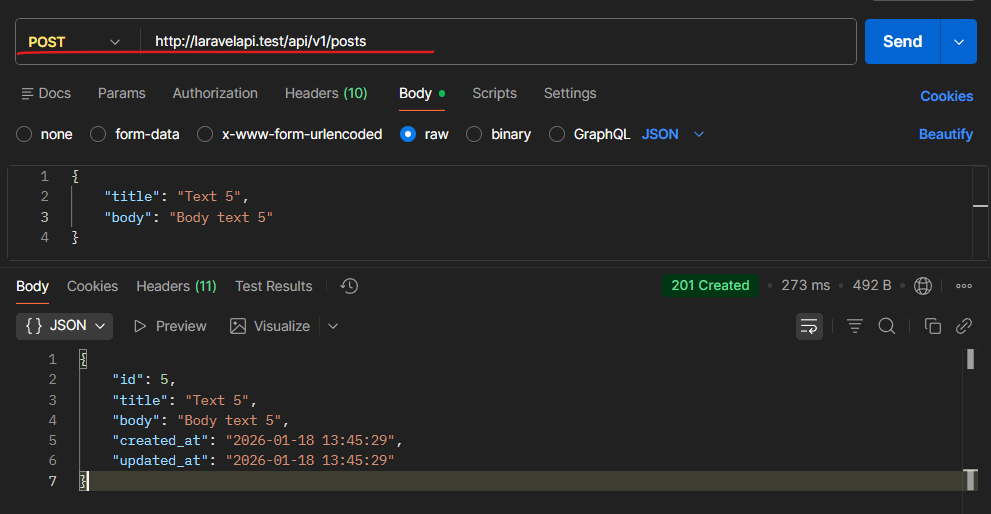 POST http://laravelapi.test/api/v1/posts Send
Docs Params Authorization Headers (10) Body Scripts Settings Cookies
none form-data x-www-form-urlencoded raw binary GraphQL JSON Beautify
1 {
2 "title": "Text 5",
3 "body": "Body text 5"
4 }
Body Cookies Headers (11) Test Results 201 Created 273 ms 492 B
{} JSON Preview Visualize
1 {
2 "id": 5,
3 "title": "Text 5",
4 "body": "Body text 5",
5 "created_at": "2026-01-18 13:45:29",
6 "updated_at": "2026-01-18 13:45:29"
7 }